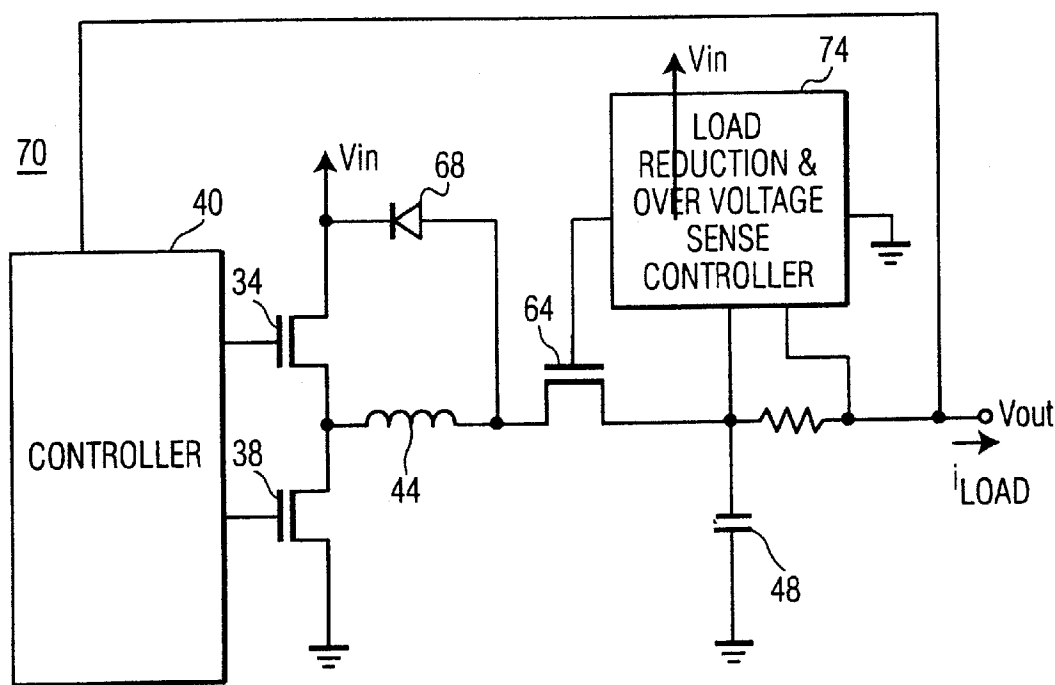 74
Vin
LOAD
REDUCTION &
OVER VOLTAGE
SENSE
CONTROLLER
70
Vin
68
40
34
64
CONTROLLER
38
44
Vout
iLOAD
48